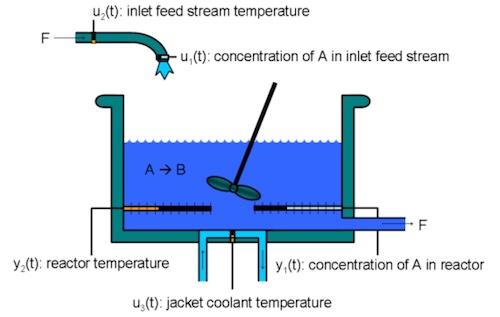 u₂(t): inlet feed stream temperature
F
u₁(t): concentration of A in inlet feed stream
A → B
F
y₂(t): reactor temperature
y₁(t): concentration of A in reactor
u₃(t): jacket coolant temperature